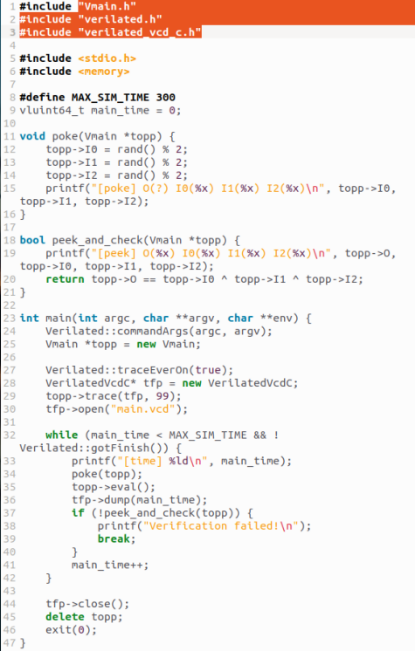 1 #include "Vmain.h"
2 #include "verilated.h"
3 #include "verilated_vcd_c.h"
4
5 #include <stdio.h>
6 #include <memory>
7
8 #define MAX_SIM_TIME 300
9 vluint64_t main_time = 0;
10
11 void poke(Vmain *topp) {
12     topp->I0 = rand() % 2;
13     topp->I1 = rand() % 2;
14     topp->I2 = rand() % 2;
15     printf("[poke] O(?) I0(%x) I1(%x) I2(%x)\n", topp->I0,
topp->I1, topp->I2);
16 }
17
18 bool peek_and_check(Vmain *topp) {
19     printf("[peek] O(%x) I0(%x) I1(%x) I2(%x)\n", topp->O,
topp->I0, topp->I1, topp->I2);
20     return topp->O == topp->I0 ^ topp->I1 ^ topp->I2;
21 }
22
23 int main(int argc, char **argv, char **env) {
24     Verilated::commandArgs(argc, argv);
25     Vmain *topp = new Vmain;
26
27     Verilated::traceEverOn(true);
28     VerilatedVcdC* tfp = new VerilatedVcdC;
29     topp->trace(tfp, 99);
30     tfp->open("main.vcd");
31
32     while (main_time < MAX_SIM_TIME && !
Verilated::gotFinish()) {
33         printf("[time] %ld\n", main_time);
34         poke(topp);
35         topp->eval();
36         tfp->dump(main_time);
37         if (!peek_and_check(topp)) {
38             printf("Verification failed!\n");
39             break;
40         }
41         main_time++;
42     }
43
44     tfp->close();
45     delete topp;
46     exit(0);
47 }